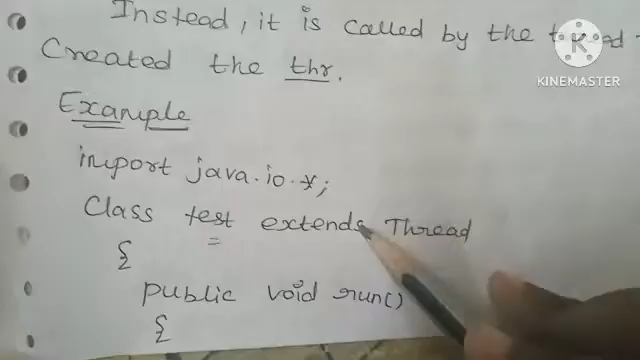 Instead, it is called by the
Created the thr.
Example
import java.io.*;
Class test extends Thread
{
public void run()
{
K
KINEMASTER